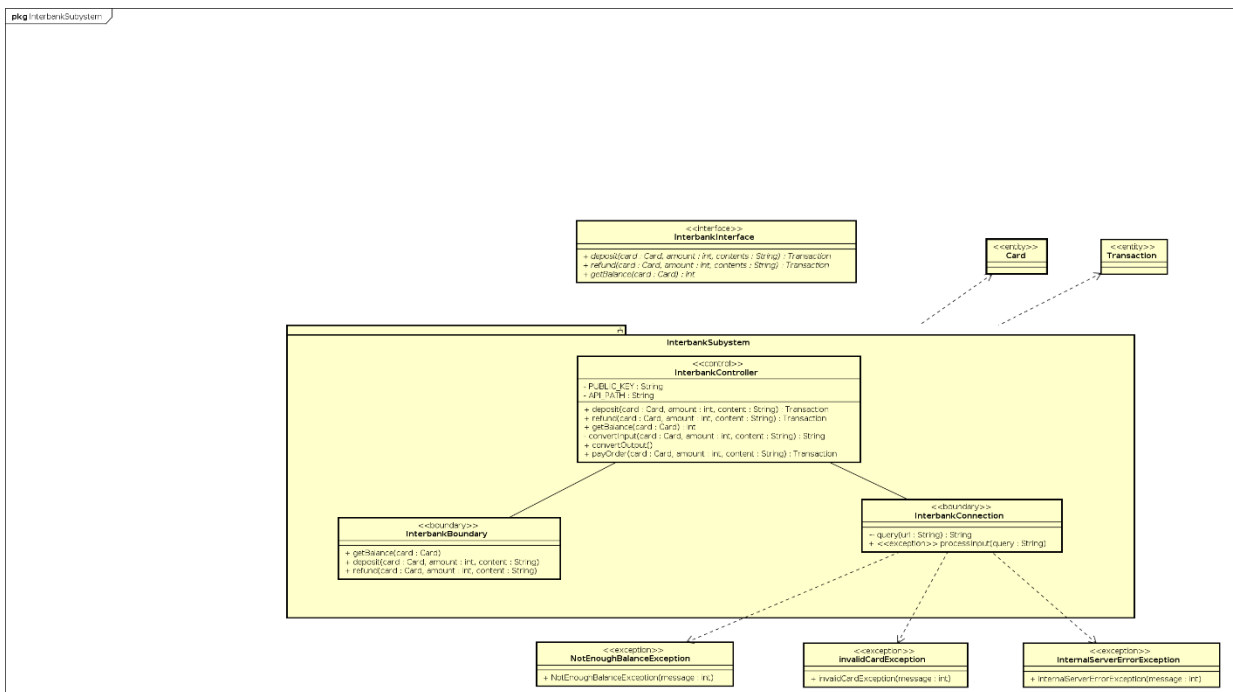 pkg InterbankSubystem
<<interface>>
InterbankInterface
+ deposit(card : Card, amount : int, contents : String) : Transaction
+ refund(card : Card, amount : int, contents : String) : Transaction
+ getBalance(card : Card) : int
<<entity>>
Card
<<entity>>
Transaction
InterbankSubystem
<<control>>
InterbankController
- PUBLIC_KEY : String
- API_PATH : String
+ deposit(card : Card, amount : int, content : String) : Transaction
+ refund(card : Card, amount : int, content : String) : Transaction
+ getBalance(card : Card) : int
convertInput(card : Card, amount : int, content : String) : String
+ convertOutput()
+ payOrder(card : Card, amount : int, content : String) : Transaction
<<boundary>>
InterbankBoundary
+ getBalance(card : Card)
+ deposit(card : Card, amount : int, content : String)
+ refund(card : Card, amount : int, content : String)
<<boundary>>
InterbankConnection
~ query(url : String) : String
+ <<exception>> processInput(query : String)
<<exception>>
NotEnoughBalanceException
+ NotEnoughBalanceException(message : int)
<<exception>>
invalidCardException
+ invalidCardException(message : int)
<<exception>>
InternalServerErrorException
+ InternalServerErrorException(message : int)